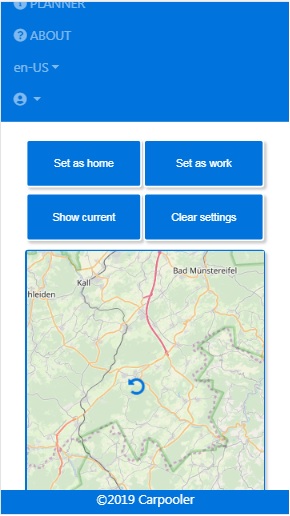 PLANNER
ABOUT
en-US
Set as home
Set as work
Show current
Clear settings
Bad Münstereifel
Kall
hleiden
©2019 Carpooler